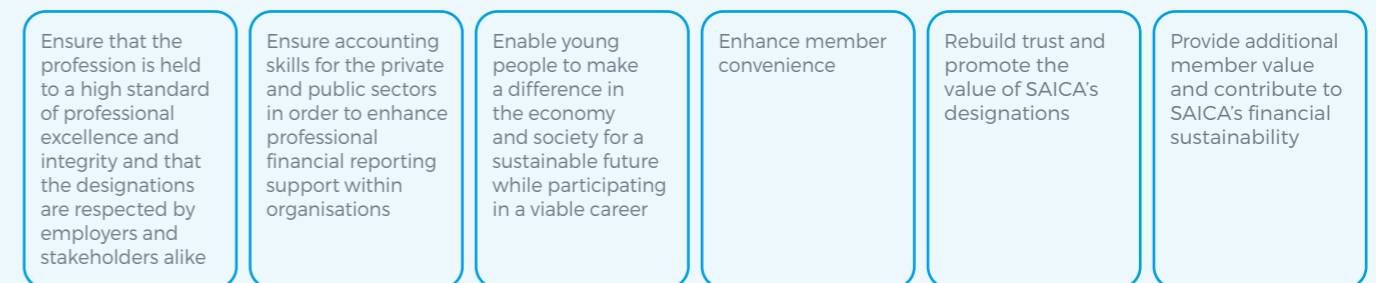 Ensure that the
profession is held
to a high standard
of professional
excellence and
integrity and that
the designations
are respected by
employers and
stakeholders alike
Ensure accounting
skills for the private
and public sectors
in order to enhance
professional
financial reporting
support within
organisations
Enable young
people to make
a difference in
the economy
and society for a
sustainable future
while participating
in a viable career
Enhance member
convenience
Rebuild trust and
promote the
value of SAICA’s
designations
Provide additional
member value
and contribute to
SAICA’s financial
sustainability